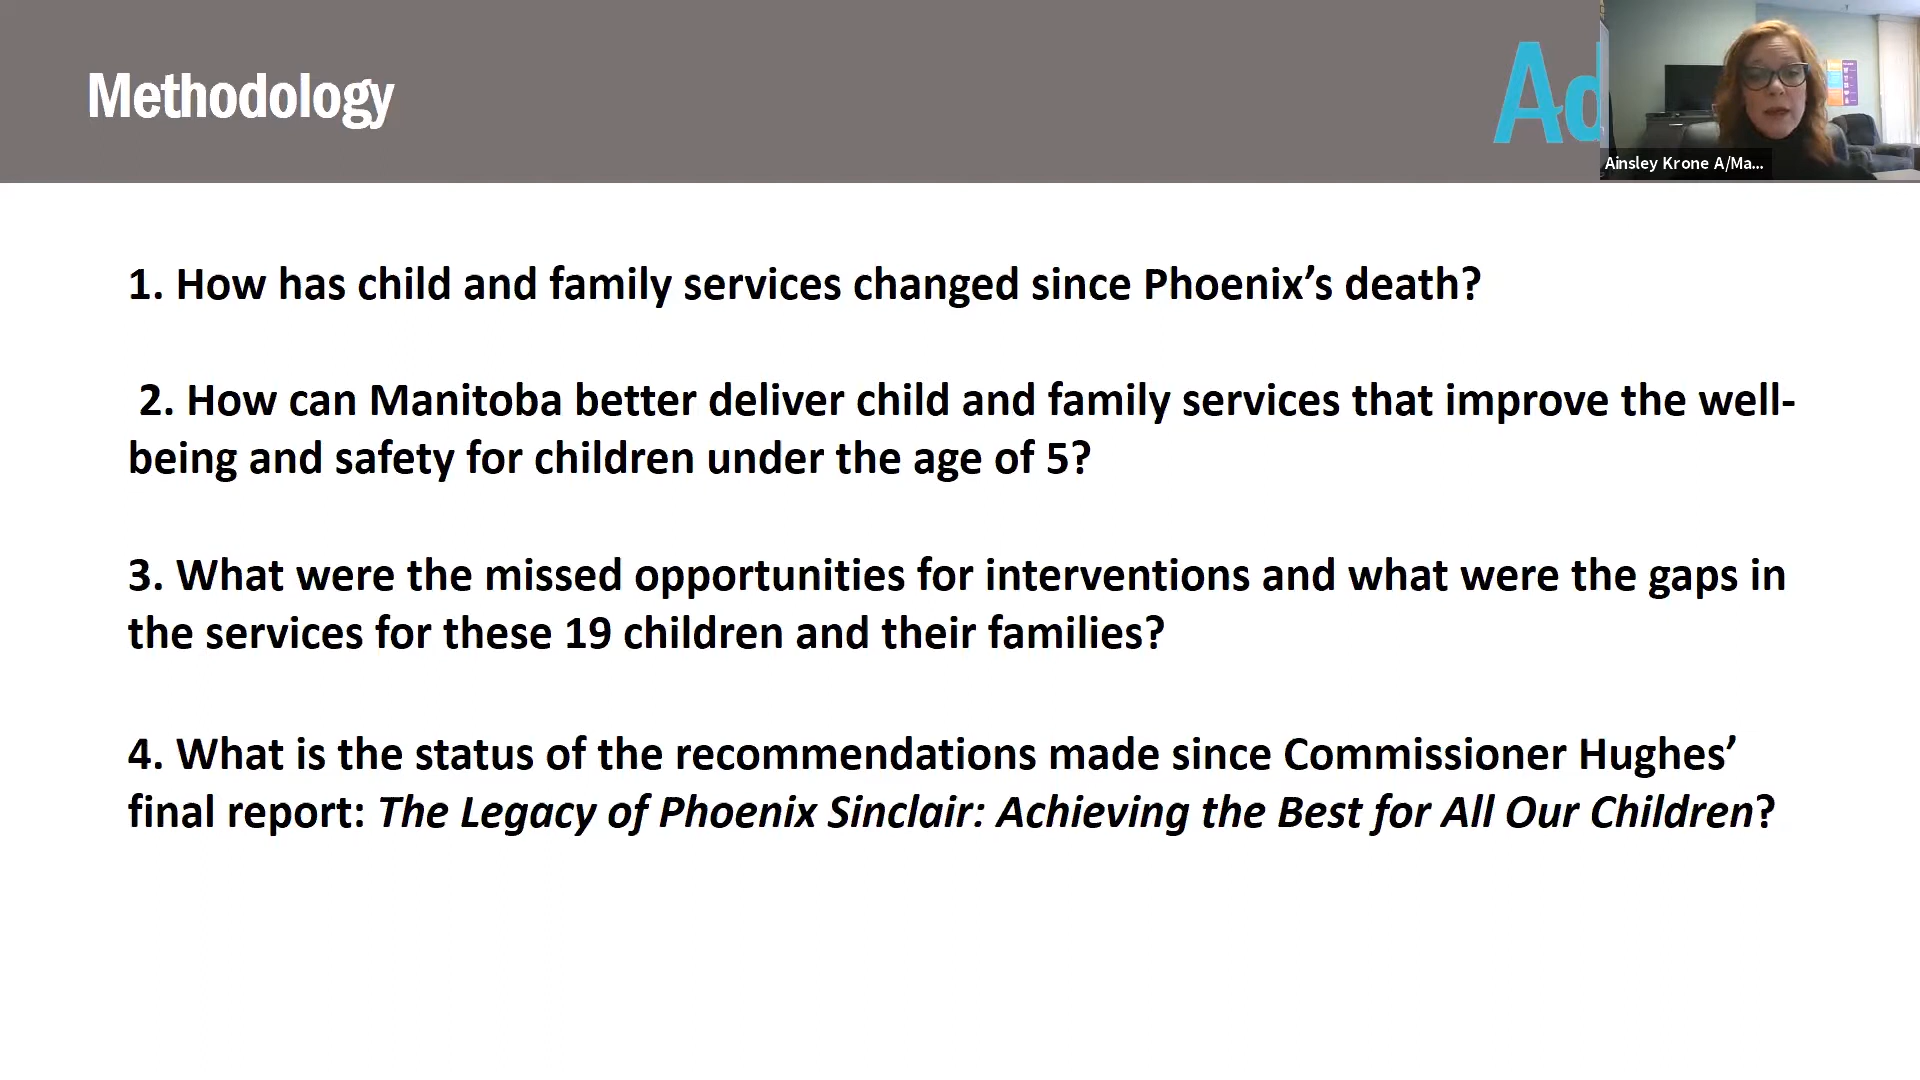 Methodology
Ad
Ainsley Krone A/Ma...
1. How has child and family services changed since Phoenix’s death?
2. How can Manitoba better deliver child and family services that improve the well-
being and safety for children under the age of 5?
3. What were the missed opportunities for interventions and what were the gaps in
the services for these 19 children and their families?
4. What is the status of the recommendations made since Commissioner Hughes’
final report: The Legacy of Phoenix Sinclair: Achieving the Best for All Our Children?